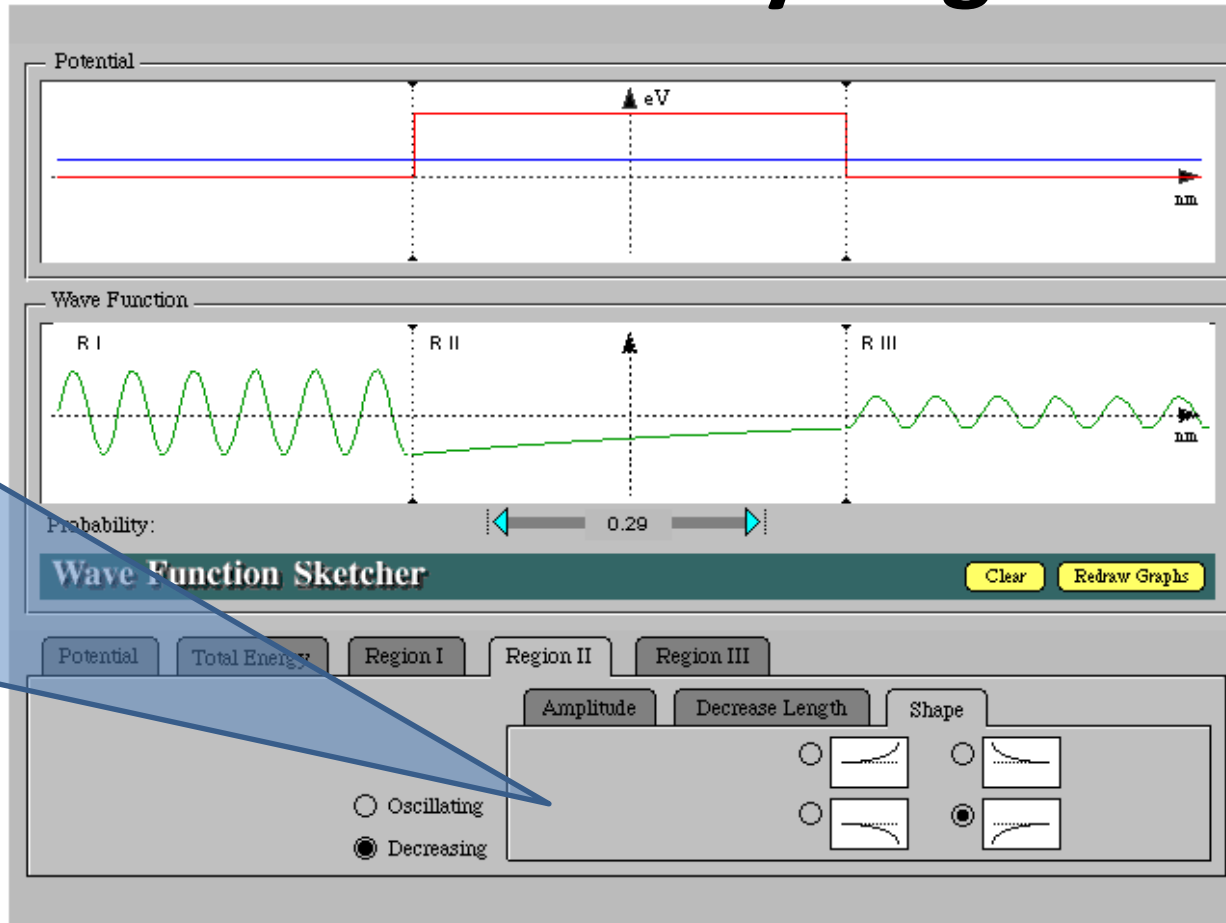 Potential
eV
nm
Wave Function
R I
R II
R III
nm
Probability:
0.29
Wave Function Sketcher
Clear
Redraw Graphs
Potential
Total Energy
Region I
Region II
Region III
Amplitude
Decrease Length
Shape
Oscillating
Decreasing